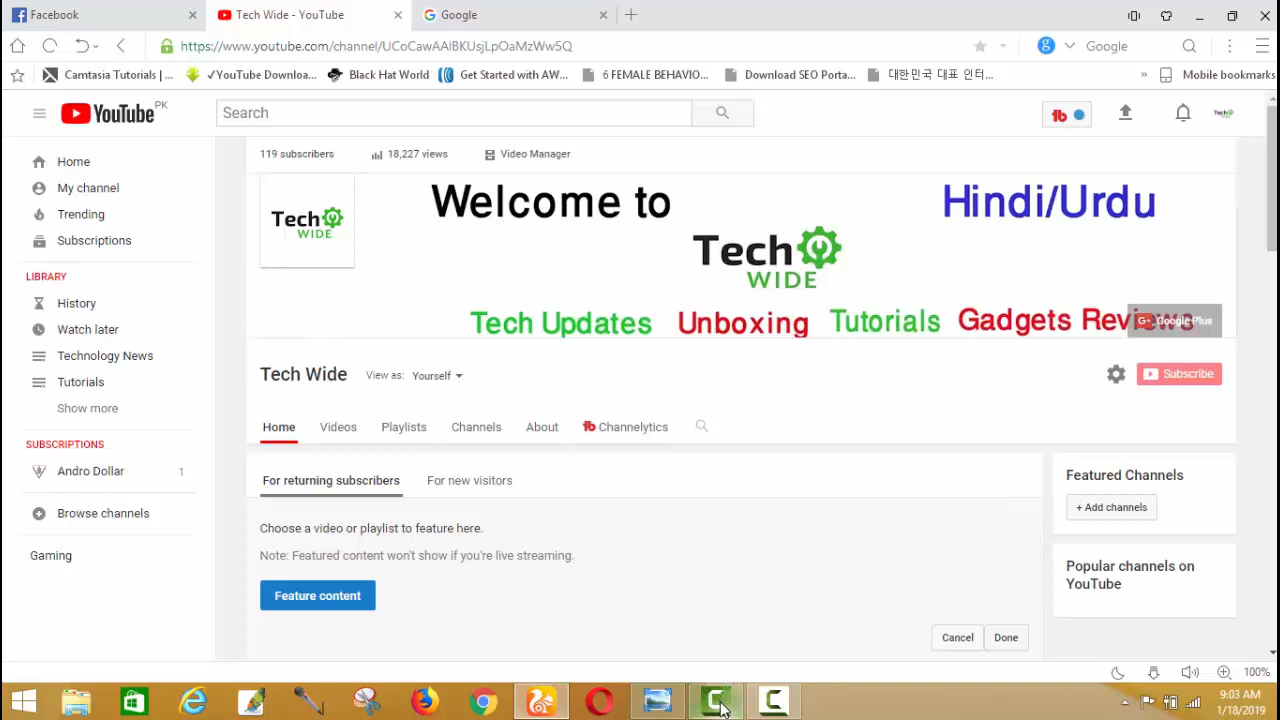 Facebook
Tech Wide - YouTube
Google
https://www.youtube.com/channel/UCoCawAAIBKUsjLpOaMzWw5Q
Google
Camtasia Tutorials | ...
✓YouTube Downloa...
Black Hat World
Get Started with AW...
6 FEMALE BEHAVIO...
Download SEO Porta...
대한민국 대표 인터...
»
Mobile bookmarks
YouTube PK
Search
Home
My channel
Trending
Subscriptions
LIBRARY
History
Watch later
Technology News
Tutorials
Show more
SUBSCRIPTIONS
Andro Dollar 1
Browse channels
Gaming
119 subscribers
18,227 views
Video Manager
Tech
WIDE
Welcome to
Hindi/Urdu
Tech
WIDE
Tech Updates
Unboxing
Tutorials
Gadgets
Google Plus
Tech Wide
View as: Yourself
Subscribe
Home
Videos
Playlists
Channels
About
Channelytics
For returning subscribers
For new visitors
Choose a video or playlist to feature here.
Note: Featured content won't show if you're live streaming.
Feature content
Cancel
Done
Featured Channels
+ Add channels
Popular channels on
YouTube
100%
9:03 AM
1/18/2019